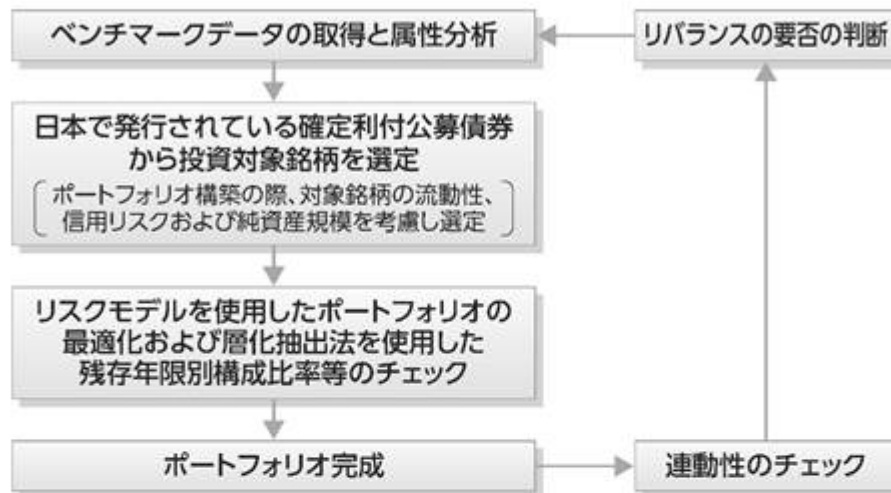 ベンチマークデータの取得と属性分析
リバランスの要否の判断
日本で発行されている確定利付公募債券
から投資対象銘柄を選定
ポートフォリオ構築の際、対象銘柄の流動性、
信用リスクおよび純資産規模を考慮し選定
リスクモデルを使用したポートフォリオの
最適化および層化抽出法を使用した
残存年限別構成比率等のチェック
ポートフォリオ完成
連動性のチェック